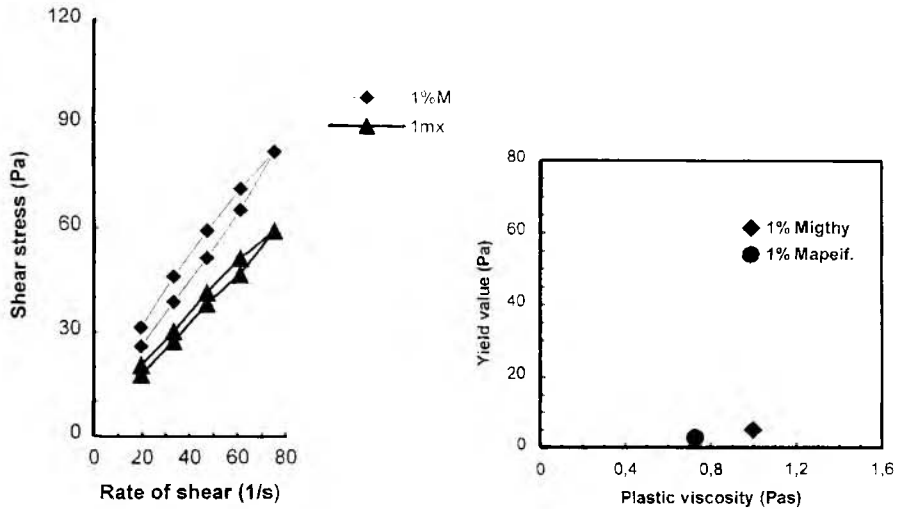 120
90
60
30
0
Shear stress (Pa)
0 20 40 60 80
Rate of shear (1/s)
1%M
1mx
80
60
40
20
0
Yield value (Pa)
0 0,4 0,8 1,2 1,6
Plastic viscosity (Pas)
1% Migthy
1% Mapeif.